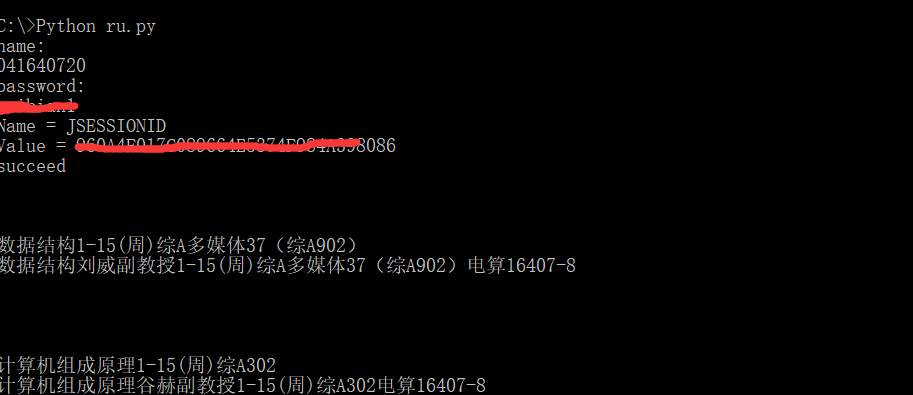 C:\>Python ru.py
name:
041640720
password:
Name = JSESSIONID
Value = 8086
succeed
数据结构1-15(周)综A多媒体37（综A902）
数据结构刘威副教授1-15(周)综A多媒体37（综A902）电算16407-8
计算机组成原理1-15(周)综A302
计算机组成原理谷赫副教授1-15(周)综A302电算16407-8